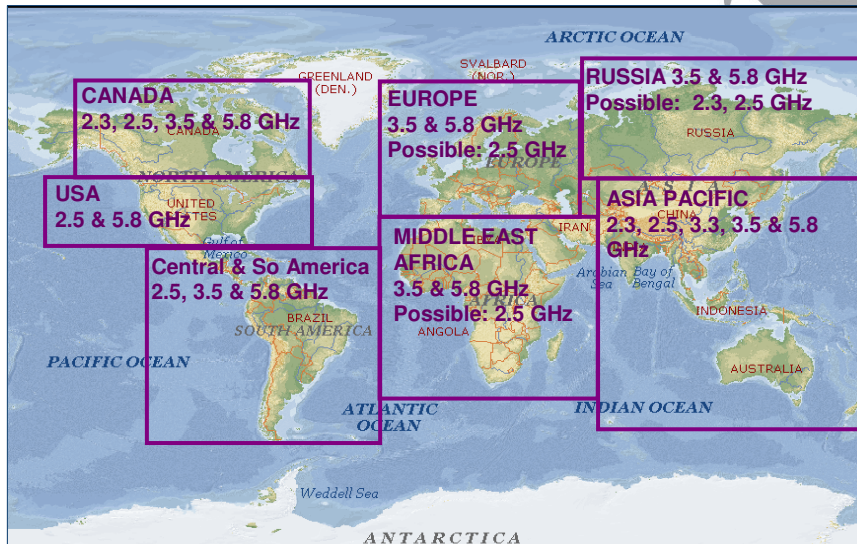 ARCTIC OCEAN
SVALBARD
(NOR.)
GREENLAND
(DEN.)
RUSSIA 3.5 & 5.8 GHz
Possible: 2.3, 2.5 GHz
RUSSIA
CANADA
2.3, 2.5, 3.5 & 5.8 GHz
CANADA
NORTH AMERICA
EUROPE
3.5 & 5.8 GHz
Possible: 2.5 GHz
EUROPE
USA
2.5 & 5.8 GHz
UNITED
STATES
Gulf of
Mexico
ASIA
ASIA PACIFIC
2.3, 2.5, 3.3, 3.5 & 5.8
GHz
CHINA
IRAN
MIDDLE EAST
AFRICA
3.5 & 5.8 GHz
Possible: 2.5 GHz
AFRICA
ANGOLA
Arabian
Sea
Bay of
Bengal
Central & So America
2.5, 3.5 & 5.8 GHz
BRAZIL
SOUTH AMERICA
INDONESIA
AUSTRALIA
PACIFIC OCEAN
ATLANTIC
OCEAN
INDIAN OCEAN
Weddell Sea
ANTARCTICA